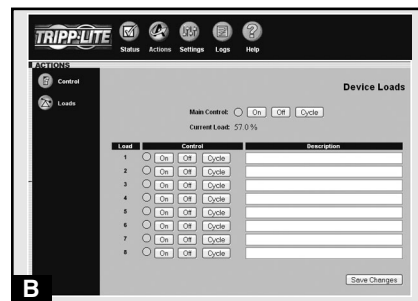 TRIPP·LITE
Status Actions Settings Logs Help
ACTIONS
Control
Loads
Device Loads
Main Control: On Off Cycle
Current Load: 57.0 %
Load Control Description
1 On Off Cycle
2 On Off Cycle
3 On Off Cycle
4 On Off Cycle
5 On Off Cycle
6 On Off Cycle
7 On Off Cycle
8 On Off Cycle
Save Changes
B